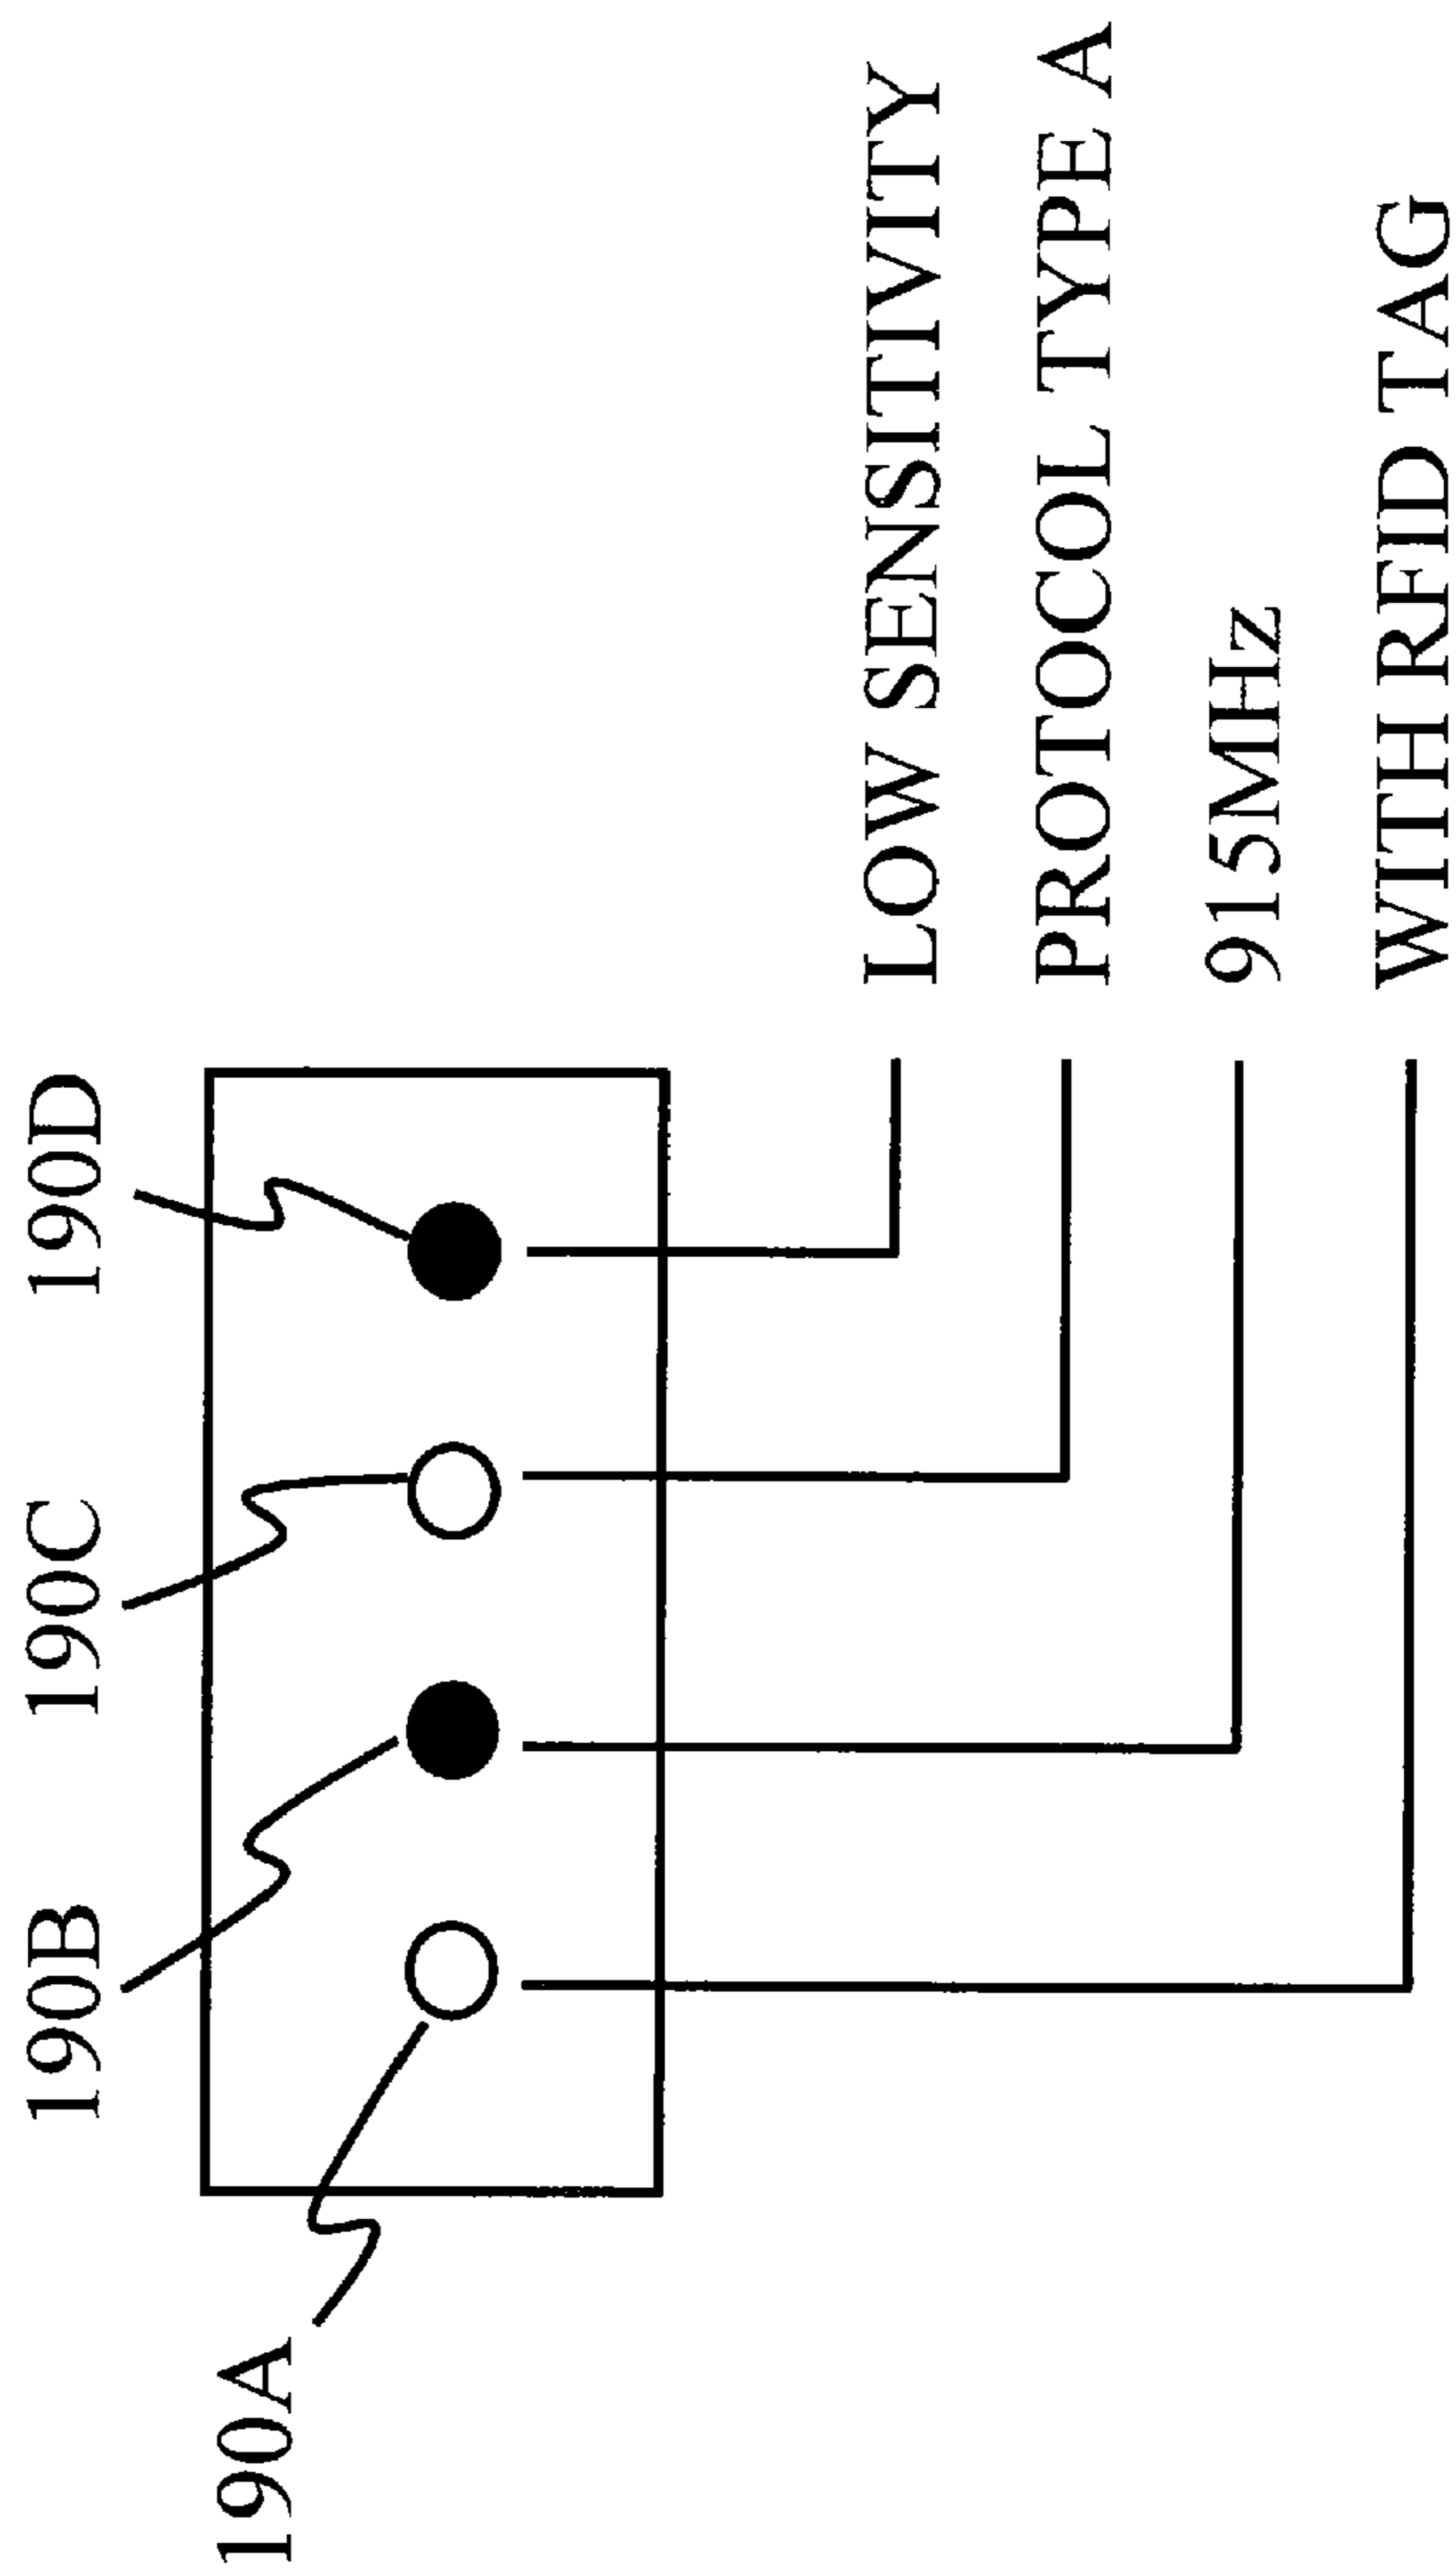 190A
190B
190C
190D
LOW SENSITIVITY
PROTOCOL TYPE A
915MHz
WITH RFID TAG